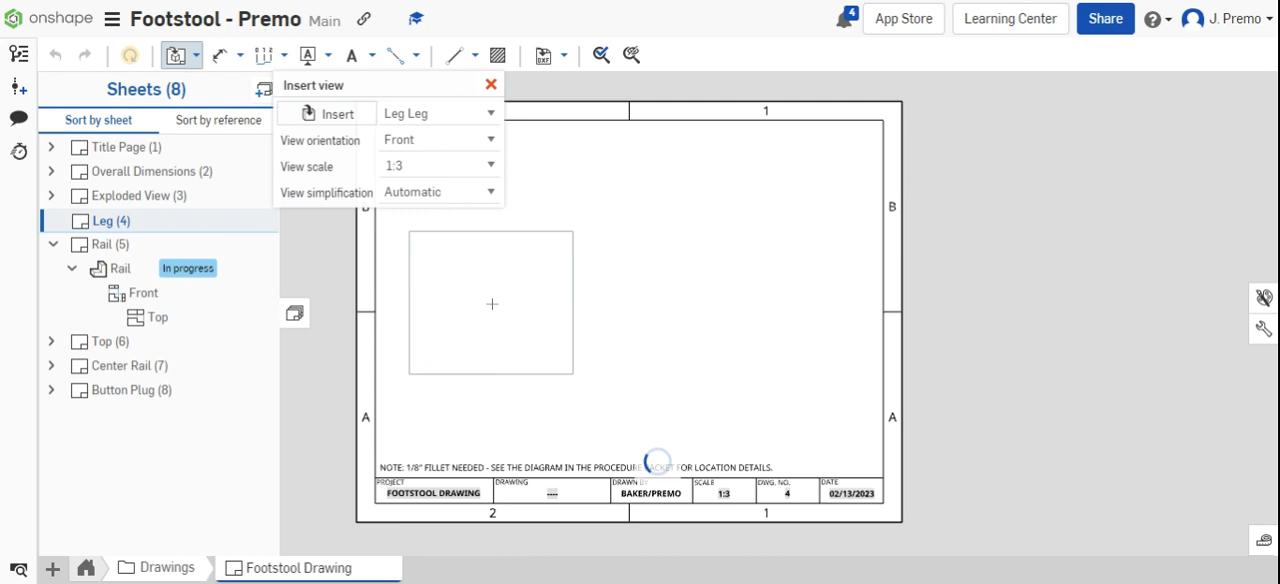 onshape
Footstool - Premo Main
4
App Store
Learning Center
Share
J. Premo
Sheets (8)
Sort by sheet
Sort by reference
Title Page (1)
Overall Dimensions (2)
Exploded View (3)
Leg (4)
Rail (5)
Rail In progress
Front
Top
Top (6)
Center Rail (7)
Button Plug (8)
Insert view
Insert Leg Leg
View orientation Front
View scale 1:3
View simplification Automatic
A
A
DXF
1
B
B
A
A
NOTE: 1/8" FILLET NEEDED - SEE THE DIAGRAM IN THE PROCEDURE PACKET FOR LOCATION DETAILS.
PROJECT
FOOTSTOOL DRAWING
DRAWING
----
DRAWN BY
BAKER/PREMO
SCALE
1:3
DWG. NO.
4
DATE
02/13/2023
2
1
Drawings
Footstool Drawing